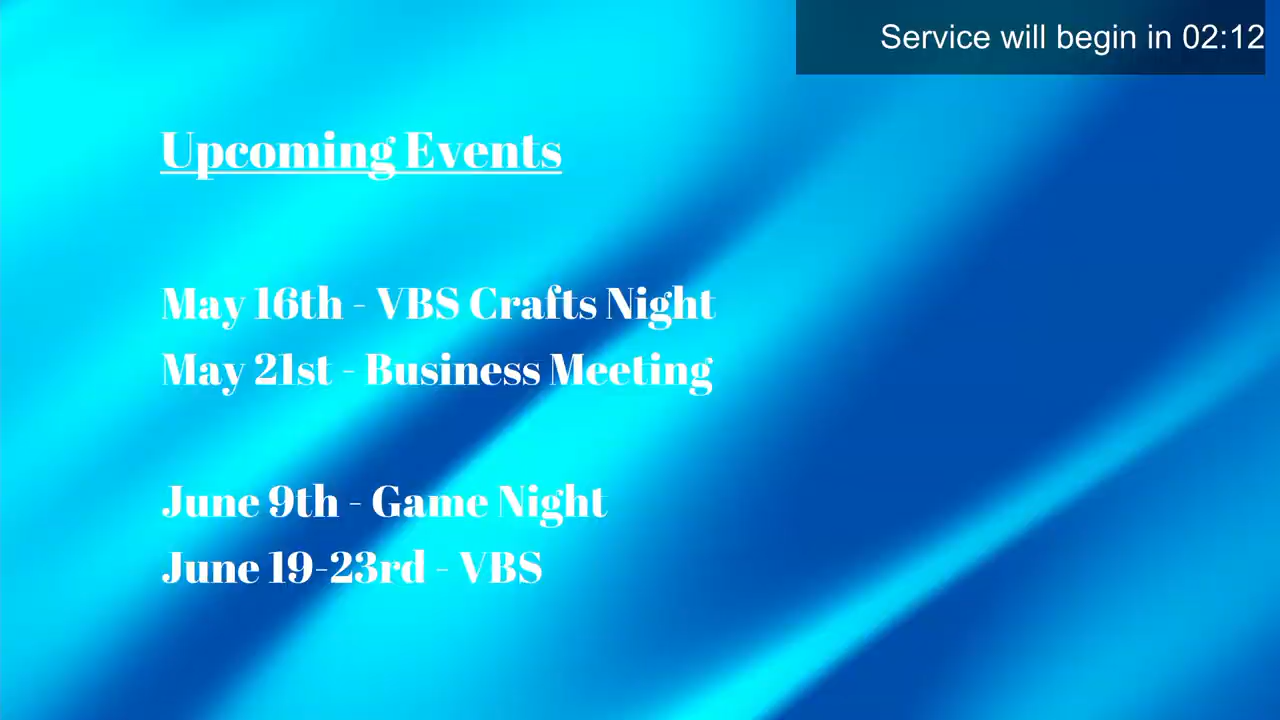 Service will begin in 02:12
Upcoming Events
May 16th - VBS Crafts Night
May 21st - Business Meeting
June 9th - Game Night
June 19-23rd - VBS